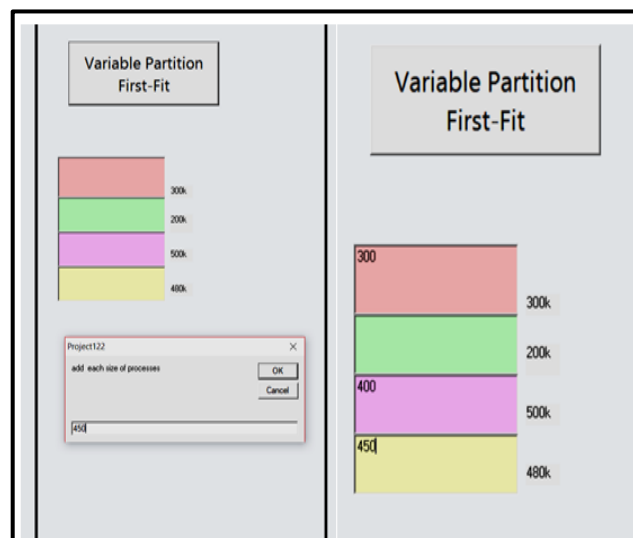 Variable Partition
First-Fit
300k
200k
500k
480k
Project122
add each size of processes
OK
Cancel
450
Variable Partition
First-Fit
300
300k
200k
400
500k
450
480k